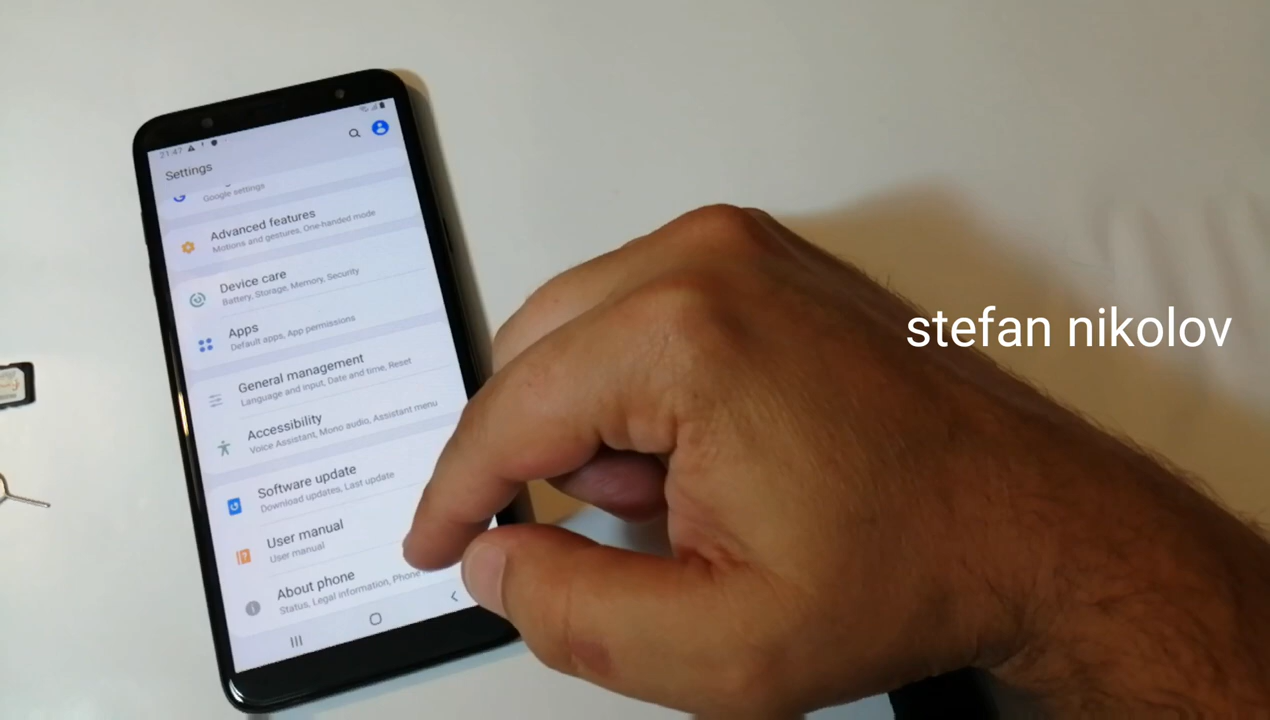 21:47
Settings
Google settings
Advanced features
Motions and gestures, One-handed mode
Device care
Battery, Storage, Memory, Security
Apps
Default apps, App permissions
General management
Language and input, Date and time, Reset
Accessibility
Voice Assistant, Mono audio, Assistant menu
Software update
Download updates, Last update
User manual
User manual
About phone
Status, Legal information, Phone
stefan nikolov